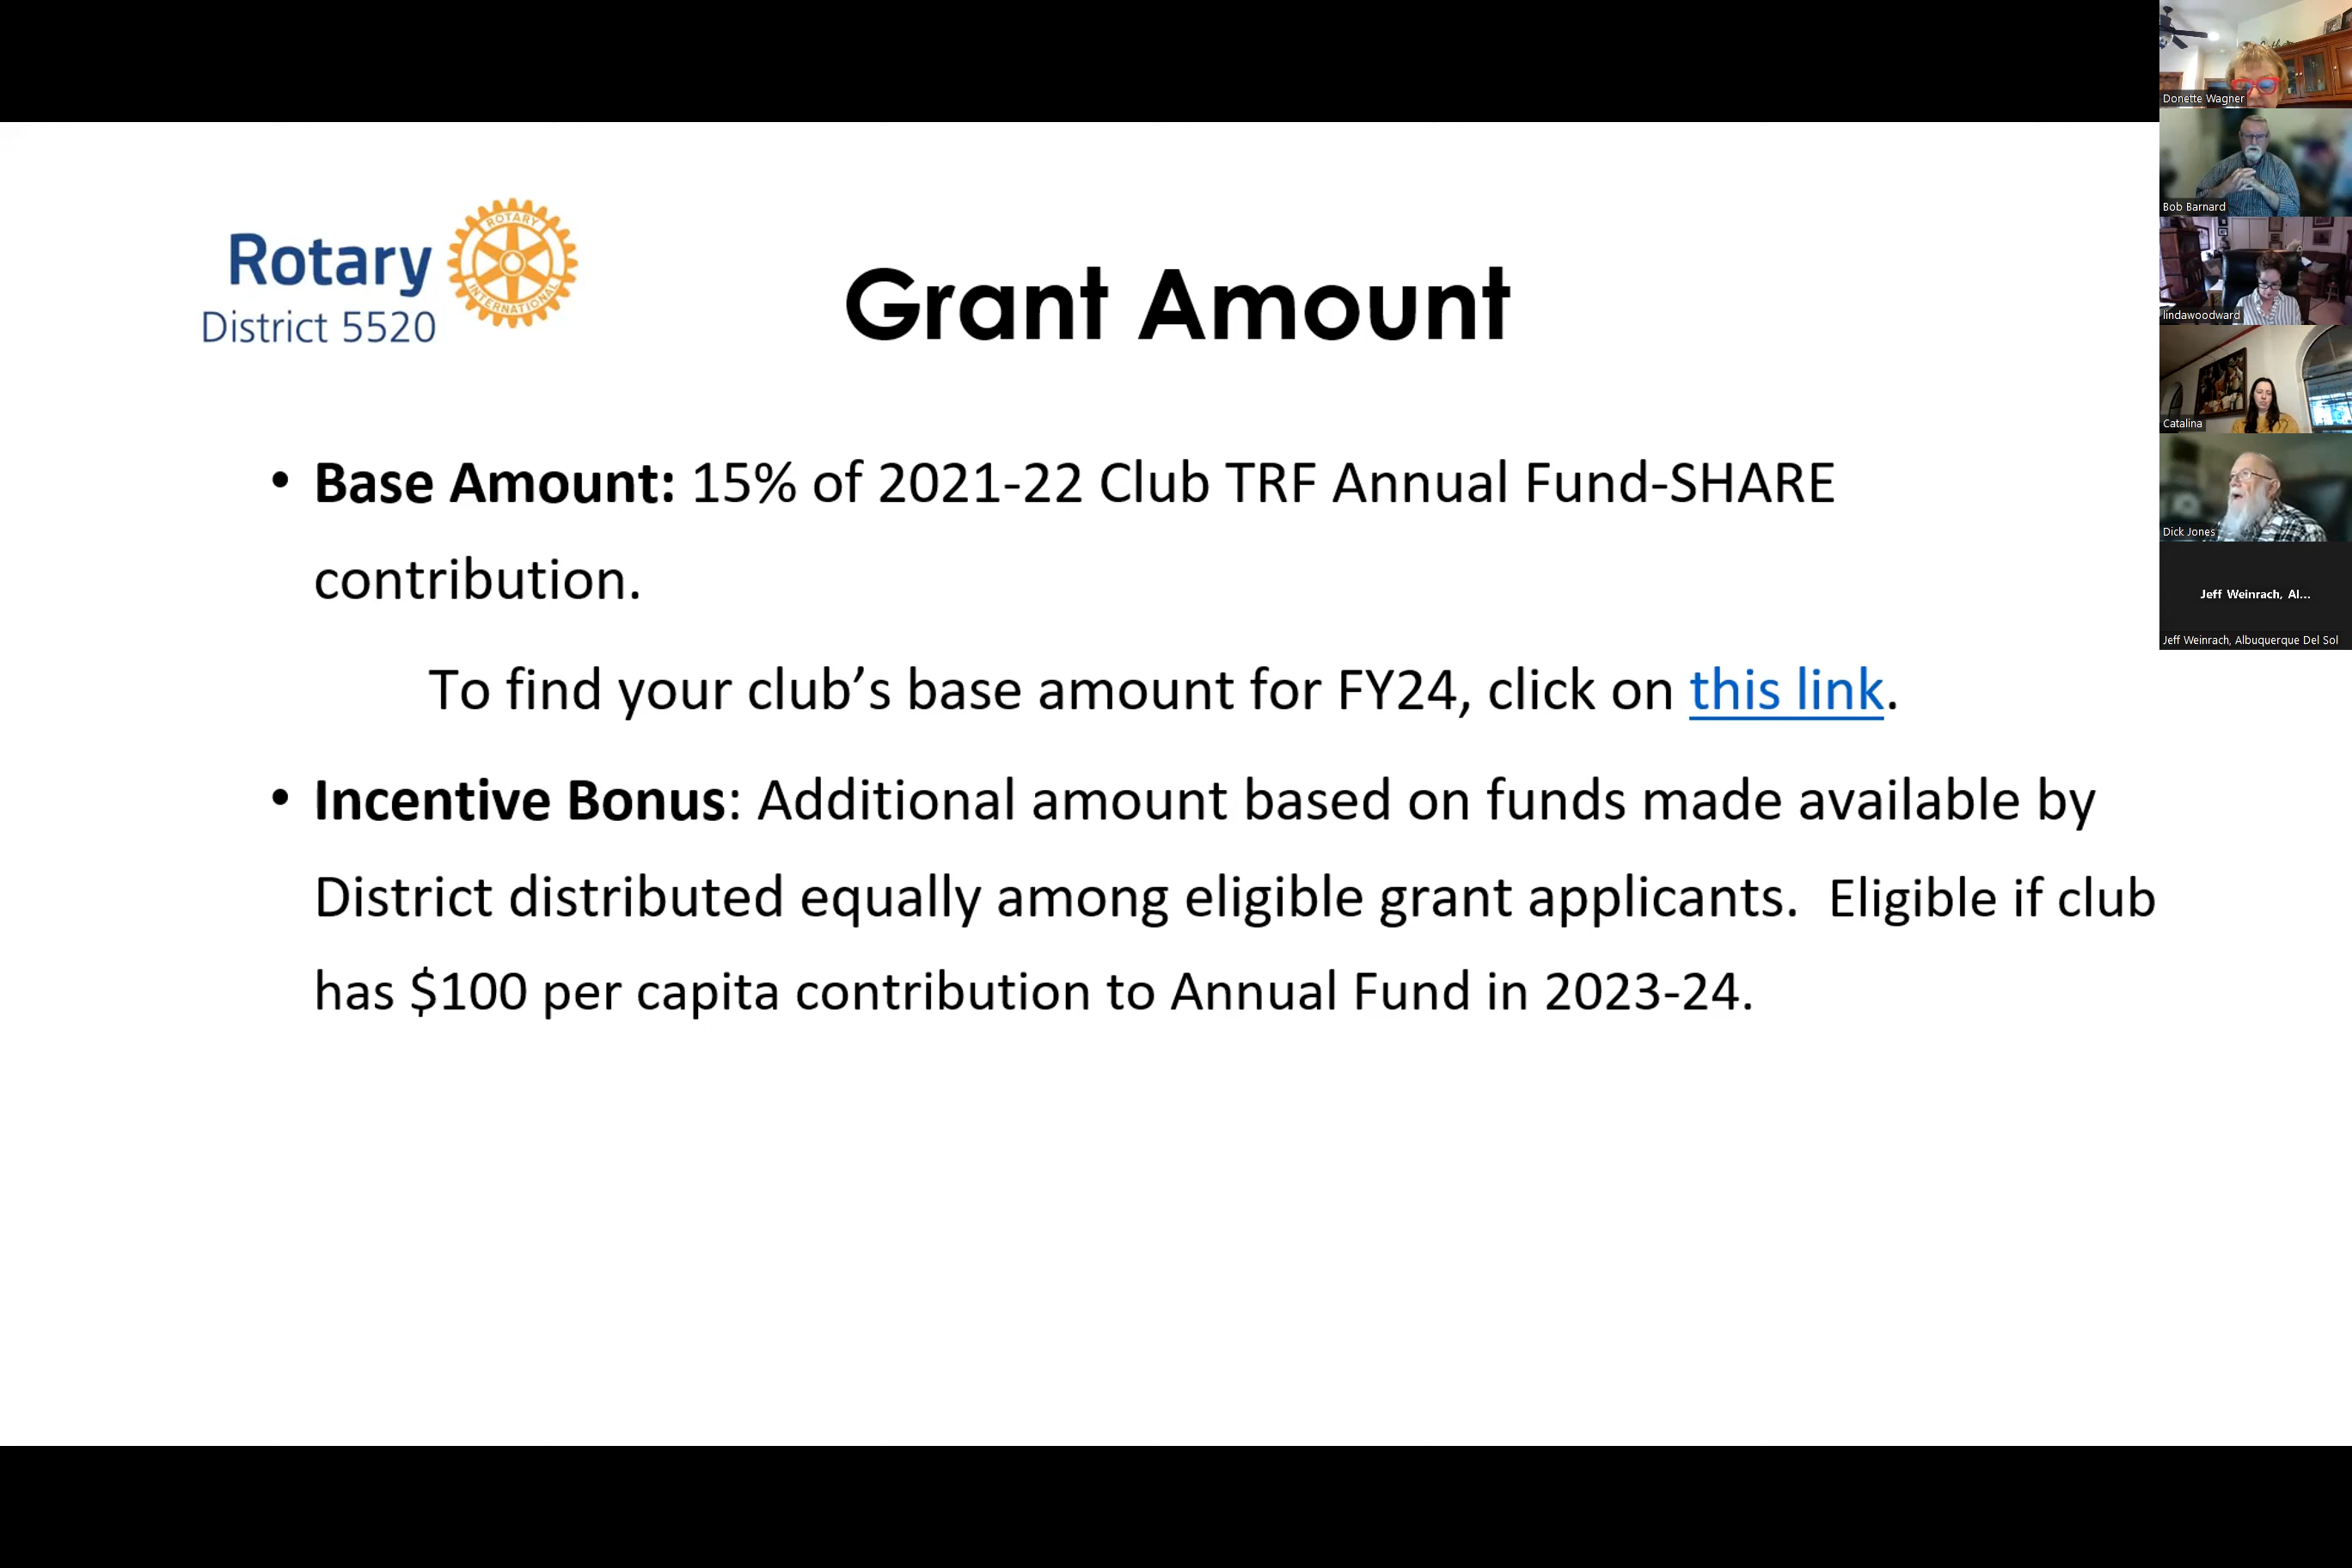 Rotary
District 5520
ROTARY
INTERNATIONAL
Grant Amount
• Base Amount: 15% of 2021-22 Club TRF Annual Fund-SHARE
contribution.
To find your club’s base amount for FY24, click on this link.
• Incentive Bonus: Additional amount based on funds made available by
District distributed equally among eligible grant applicants. Eligible if club
has $100 per capita contribution to Annual Fund in 2023-24.
Donette Wagner
Bob Barnard
lindawoodward
Catalina
Dick Jones
Jeff Weinrach, Al...
Jeff Weinrach, Albuquerque Del Sol